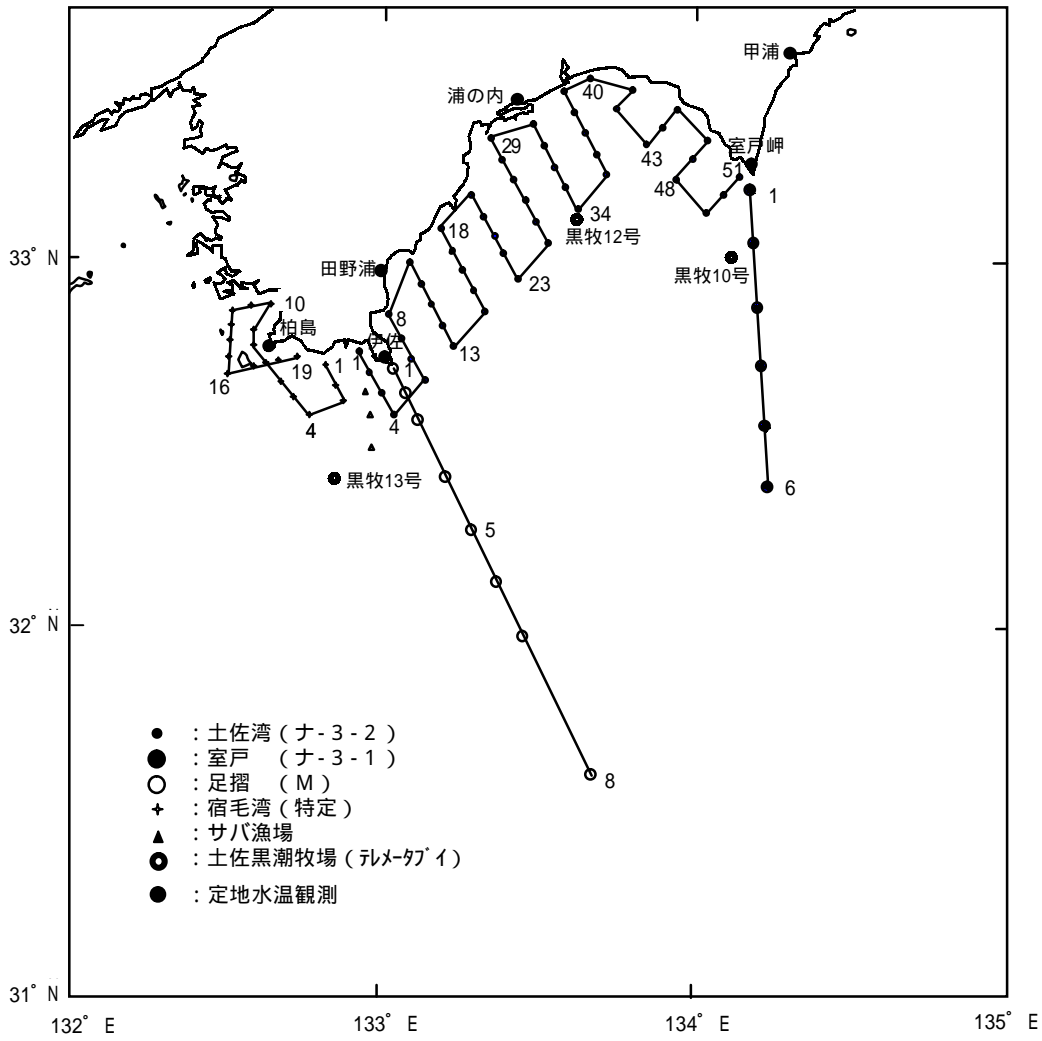 甲浦
浦の内
40
29
43
室戸岬
51
48
1
34
黒牧12号
18
33° N
田野浦
黒牧10号
23
10
柏島
8
伊佐
13
16
19
1
1
1
4
4
黒牧13号
6
5
32° N
8
: 土佐湾 ( ナ - 3 - 2 )
: 室戸 ( ナ - 3 - 1 )
: 足摺 ( M )
: 宿毛湾 ( 特定 )
: サバ漁場
: 土佐黒潮牧場 ( ﾃﾚﾒｰﾀﾌﾞｲ )
: 定地水温観測
31° N
132° E
133° E
134° E
135° E